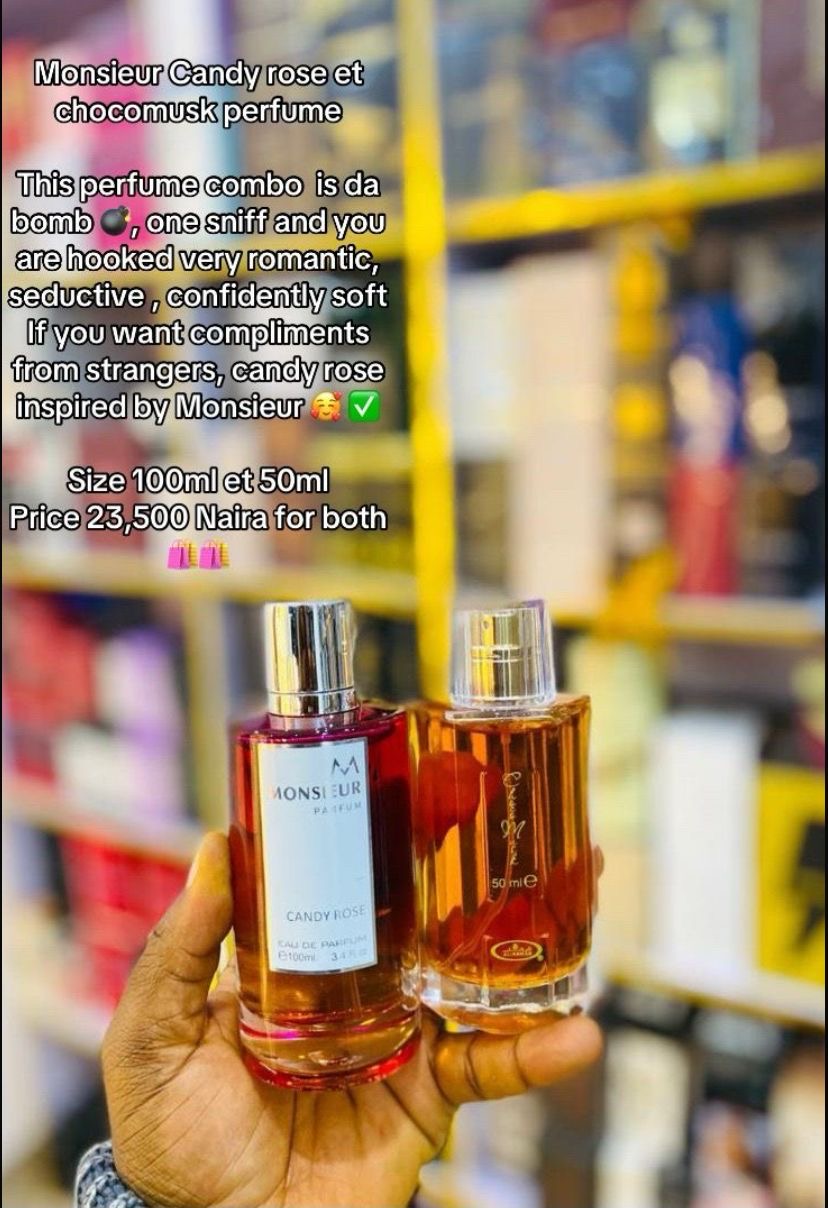 Monsieur Candy rose et
chocomusk perfume
This perfume combo is da
bomb 💣, one sniff and you
are hooked very romantic,
seductive , confidently soft
If you want compliments
from strangers, candy rose
inspired by Monsieur 🥰 ✅
Size 100ml et 50ml
Price 23,500 Naira for both
🛍️🛍️
M
MONSIEUR
PARFUM
CANDY ROSE
EAU DE PARFUM
℮100ml. 3.4
Choco Musk
50 ml ℮